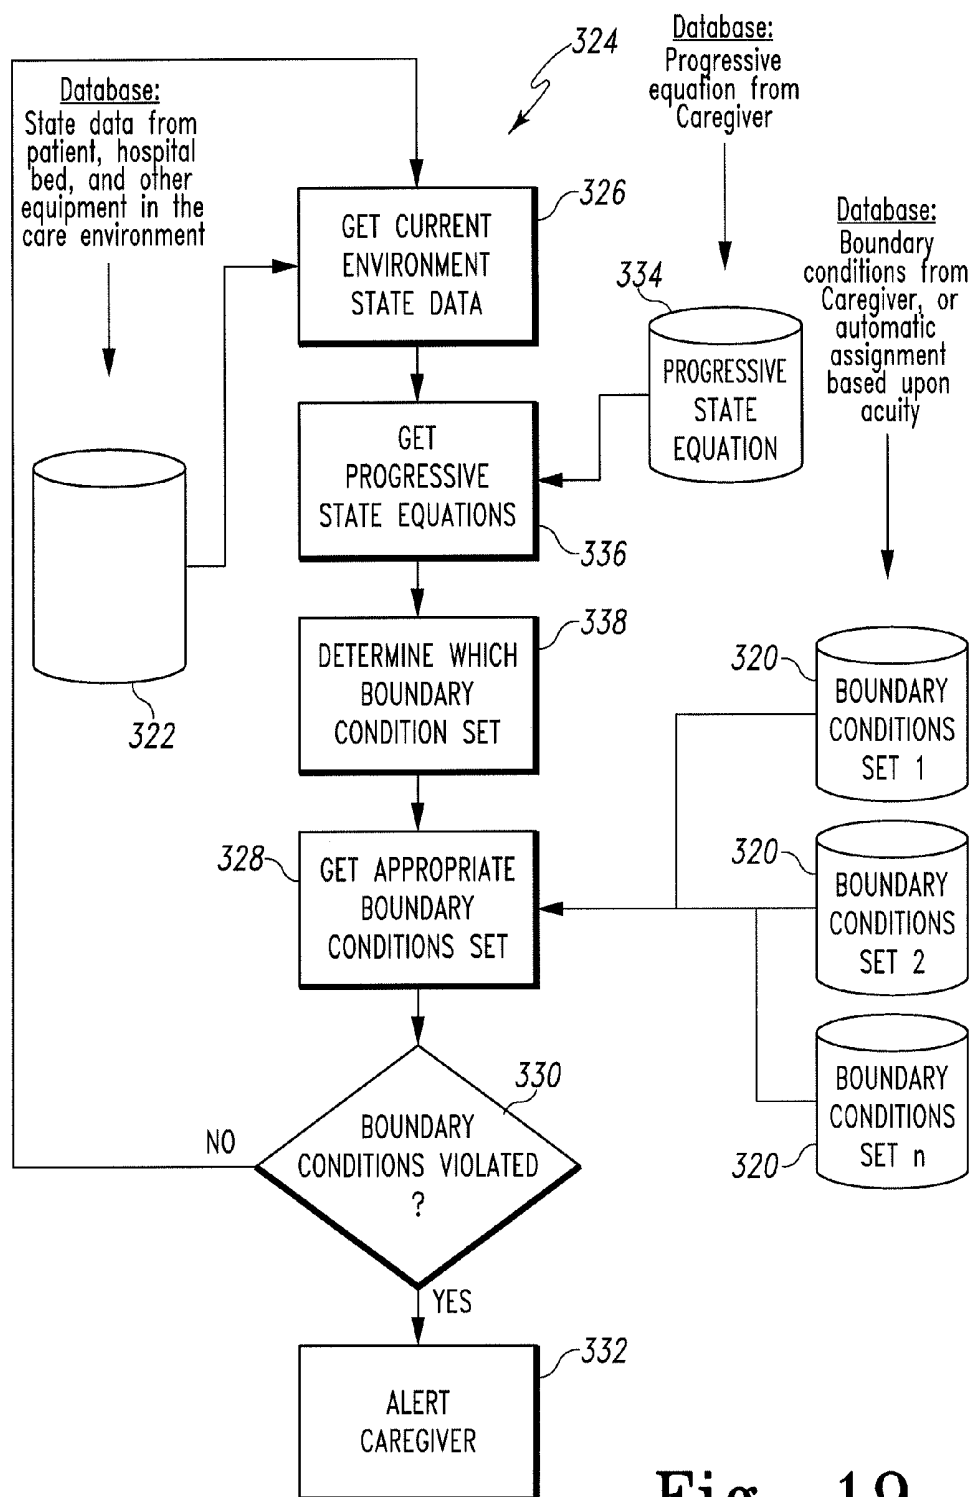 324
Database:
Progressive
equation from
Caregiver
Database:
State data from
patient, hospital
bed, and other
equipment in the
care environment
326
GET CURRENT
ENVIRONMENT
STATE DATA
Database:
Boundary
conditions from
Caregiver, or
automatic
assignment
based upon
acuity
334
PROGRESSIVE
STATE
EQUATION
GET
PROGRESSIVE
STATE EQUATIONS
336
322
338
DETERMINE WHICH
BOUNDARY
CONDITION SET
320
BOUNDARY
CONDITIONS
SET 1
328
GET APPROPRIATE
BOUNDARY
CONDITIONS SET
320
BOUNDARY
CONDITIONS
SET 2
320
BOUNDARY
CONDITIONS
SET n
330
BOUNDARY
CONDITIONS VIOLATED
?
NO
YES
332
ALERT
CAREGIVER
Fig. 19